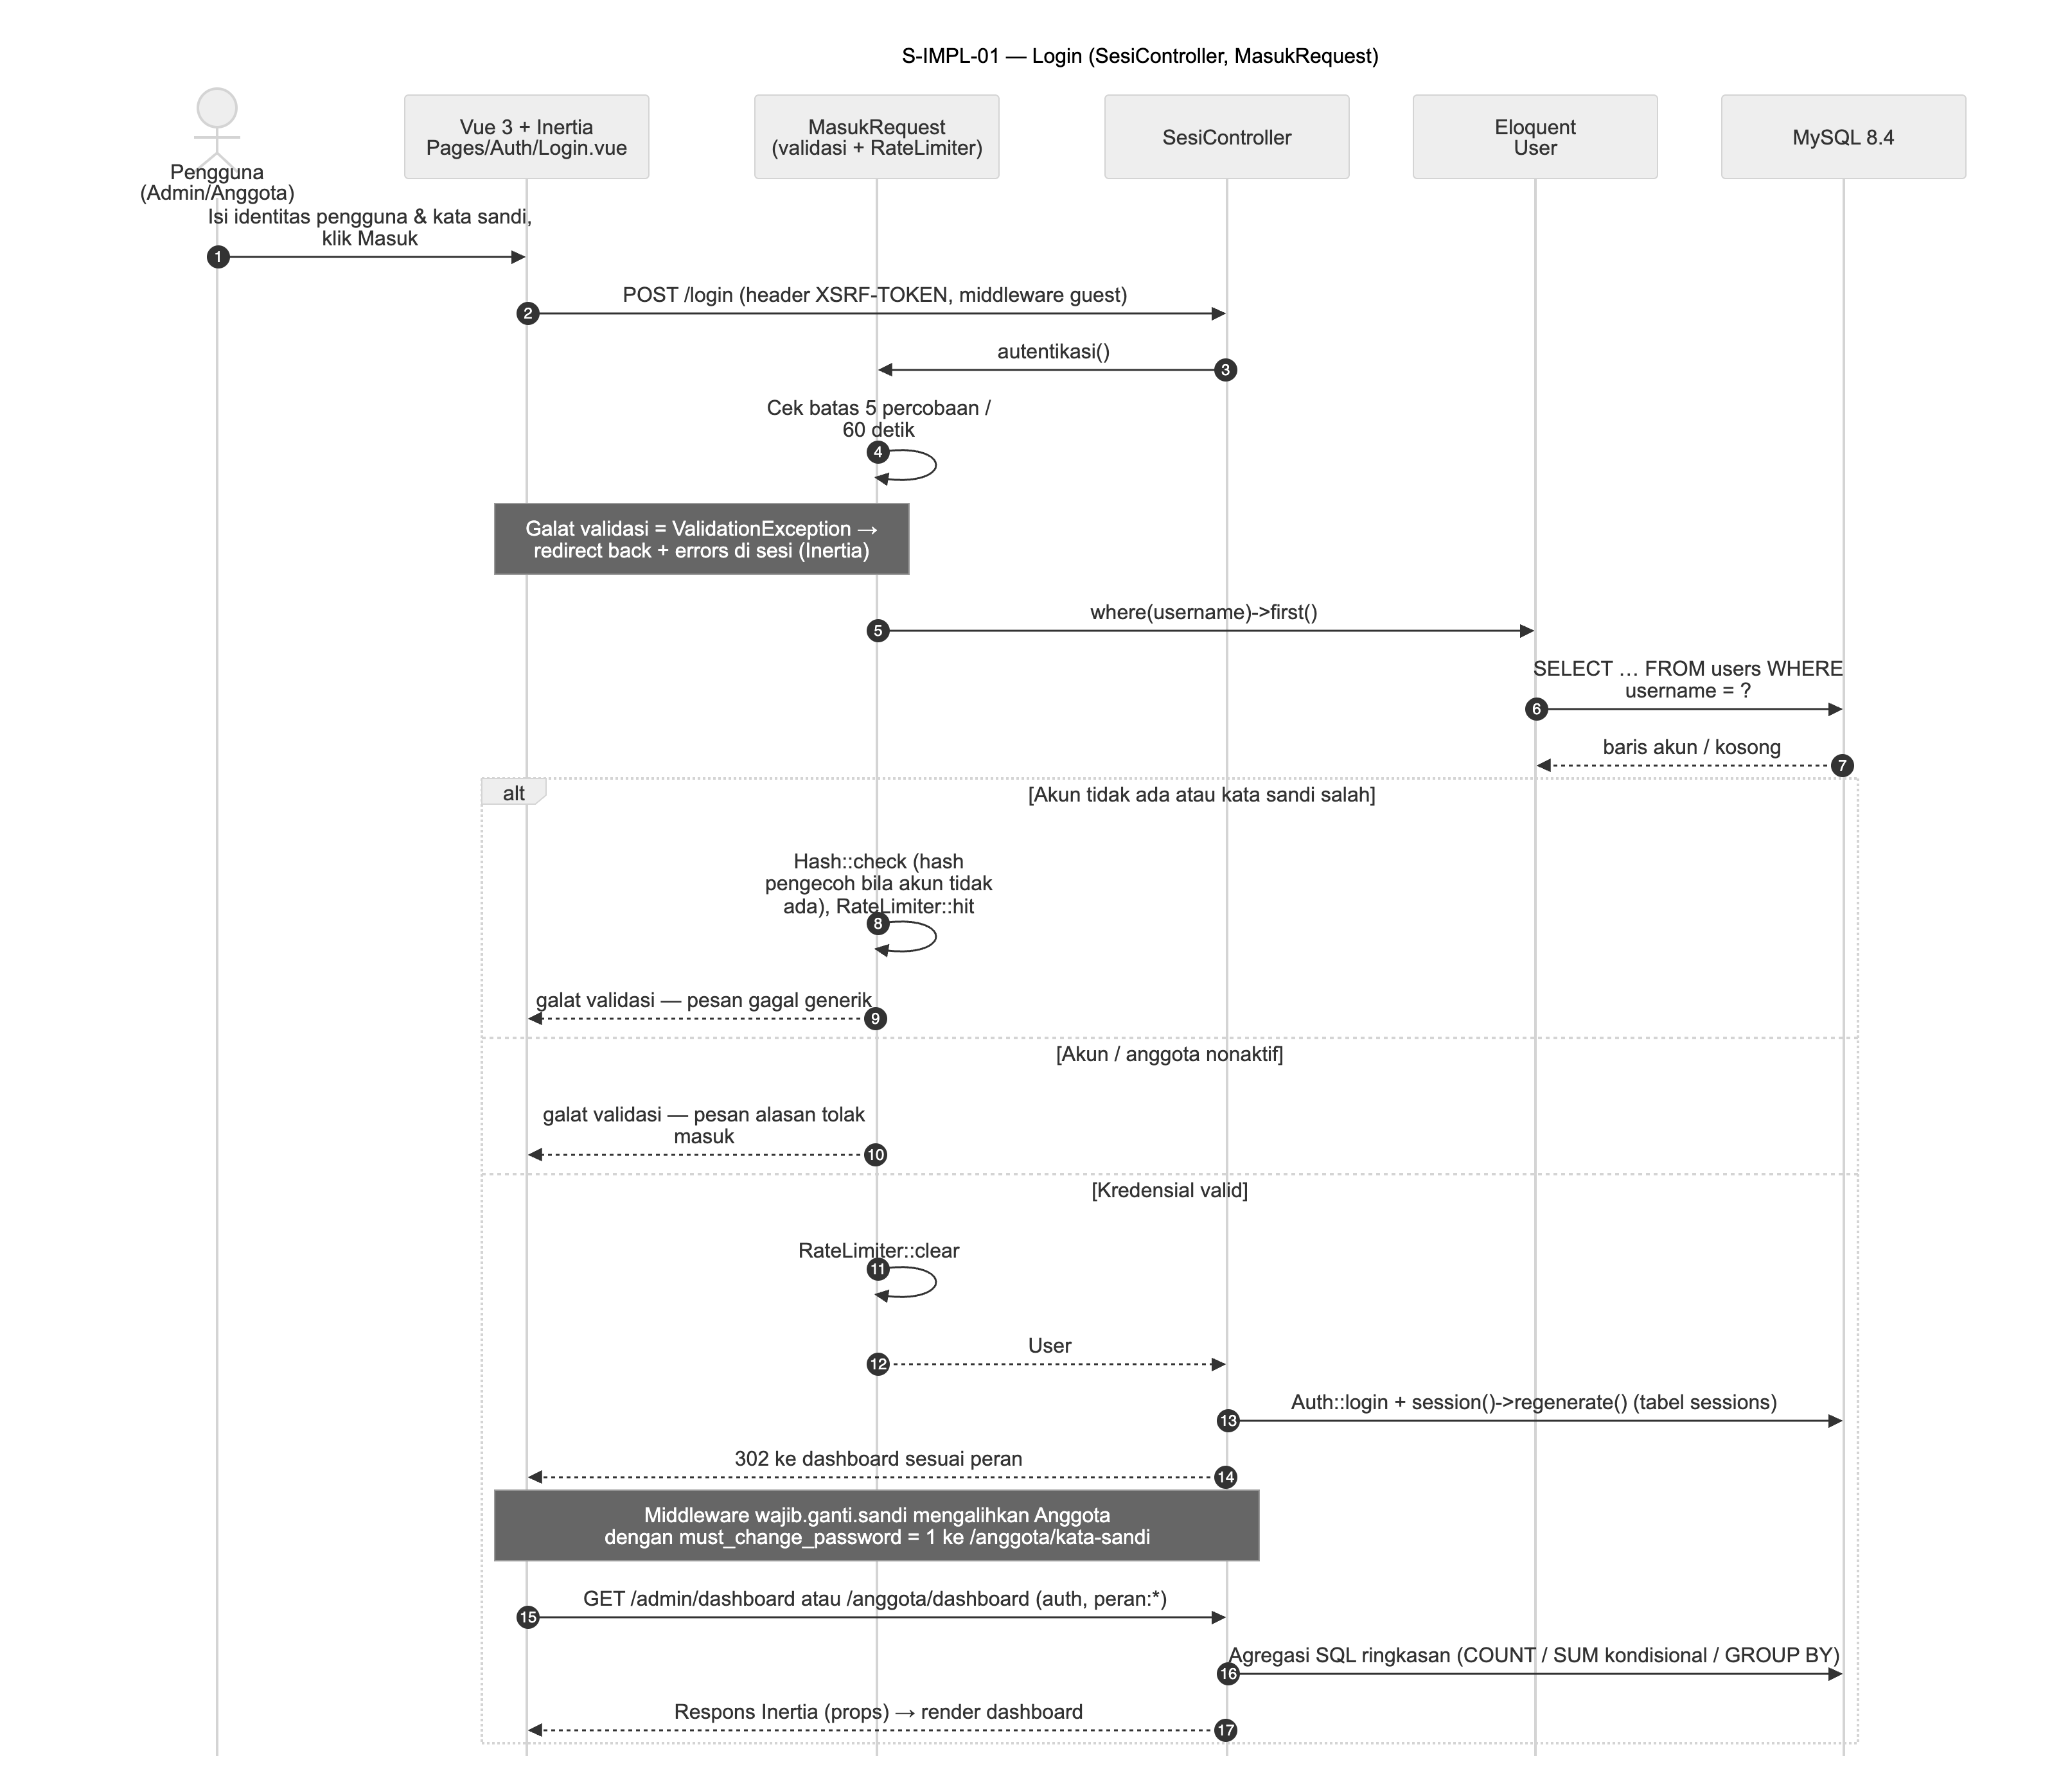 S-IMPL-01 — Login (SesiController, MasukRequest)
Pengguna
(Admin/Anggota)
Vue 3 + Inertia
Pages/Auth/Login.vue
MasukRequest
(validasi + RateLimiter)
SesiController
Eloquent
User
MySQL 8.4
Isi identitas pengguna & kata sandi,
klik Masuk
1
POST /login (header XSRF-TOKEN, middleware guest)
2
autentikasi()
3
Cek batas 5 percobaan /
60 detik
4
Galat validasi = ValidationException →
redirect back + errors di sesi (Inertia)
where(username)->first()
5
SELECT … FROM users WHERE
username = ?
6
baris akun / kosong
7
alt
[Akun tidak ada atau kata sandi salah]
Hash::check (hash
pengecoh bila akun tidak
ada), RateLimiter::hit
8
galat validasi — pesan gagal generik
9
[Akun / anggota nonaktif]
galat validasi — pesan alasan tolak
masuk
10
[Kredensial valid]
RateLimiter::clear
11
User
12
Auth::login + session()->regenerate() (tabel sessions)
13
302 ke dashboard sesuai peran
14
Middleware wajib.ganti.sandi mengalihkan Anggota
dengan must_change_password = 1 ke /anggota/kata-sandi
GET /admin/dashboard atau /anggota/dashboard (auth, peran:*)
15
Agregasi SQL ringkasan (COUNT / SUM kondisional / GROUP BY)
16
Respons Inertia (props) → render dashboard
17